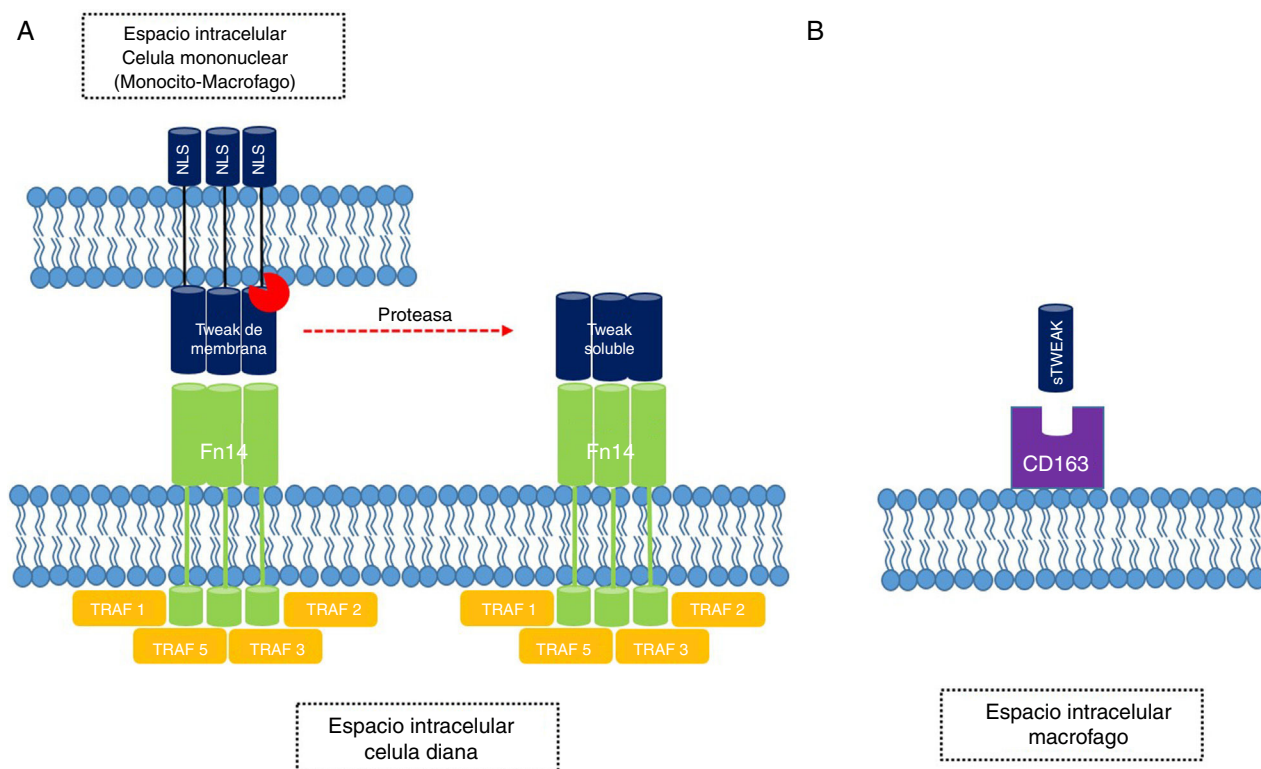 A
Espacio intracelular
Celula mononuclear
(Monocito-Macrofago)
NLS
NLS
NLS
Tweak de
membrana
Proteasa
Tweak
soluble
Fn14
Fn14
TRAF 1
TRAF 2
TRAF 5
TRAF 3
TRAF 1
TRAF 2
TRAF 5
TRAF 3
Espacio intracelular
celula diana
B
sTWEAK
CD163
Espacio intracelular
macrofago